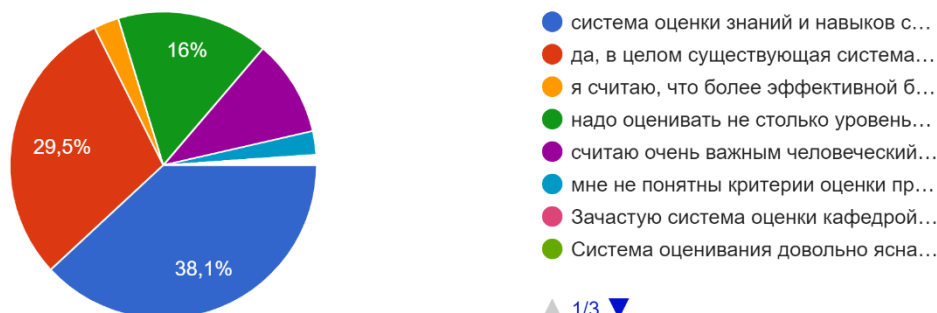 16%
29,5%
38,1%
система оценки знаний и навыков с...
да, в целом существующая система...
я считаю, что более эффективной б...
надо оценивать не столько уровень...
считаю очень важным человеческий...
мне не понятны критерии оценки пр...
Зачастую система оценки кафедрой...
Система оценивания довольно ясна...
1/3